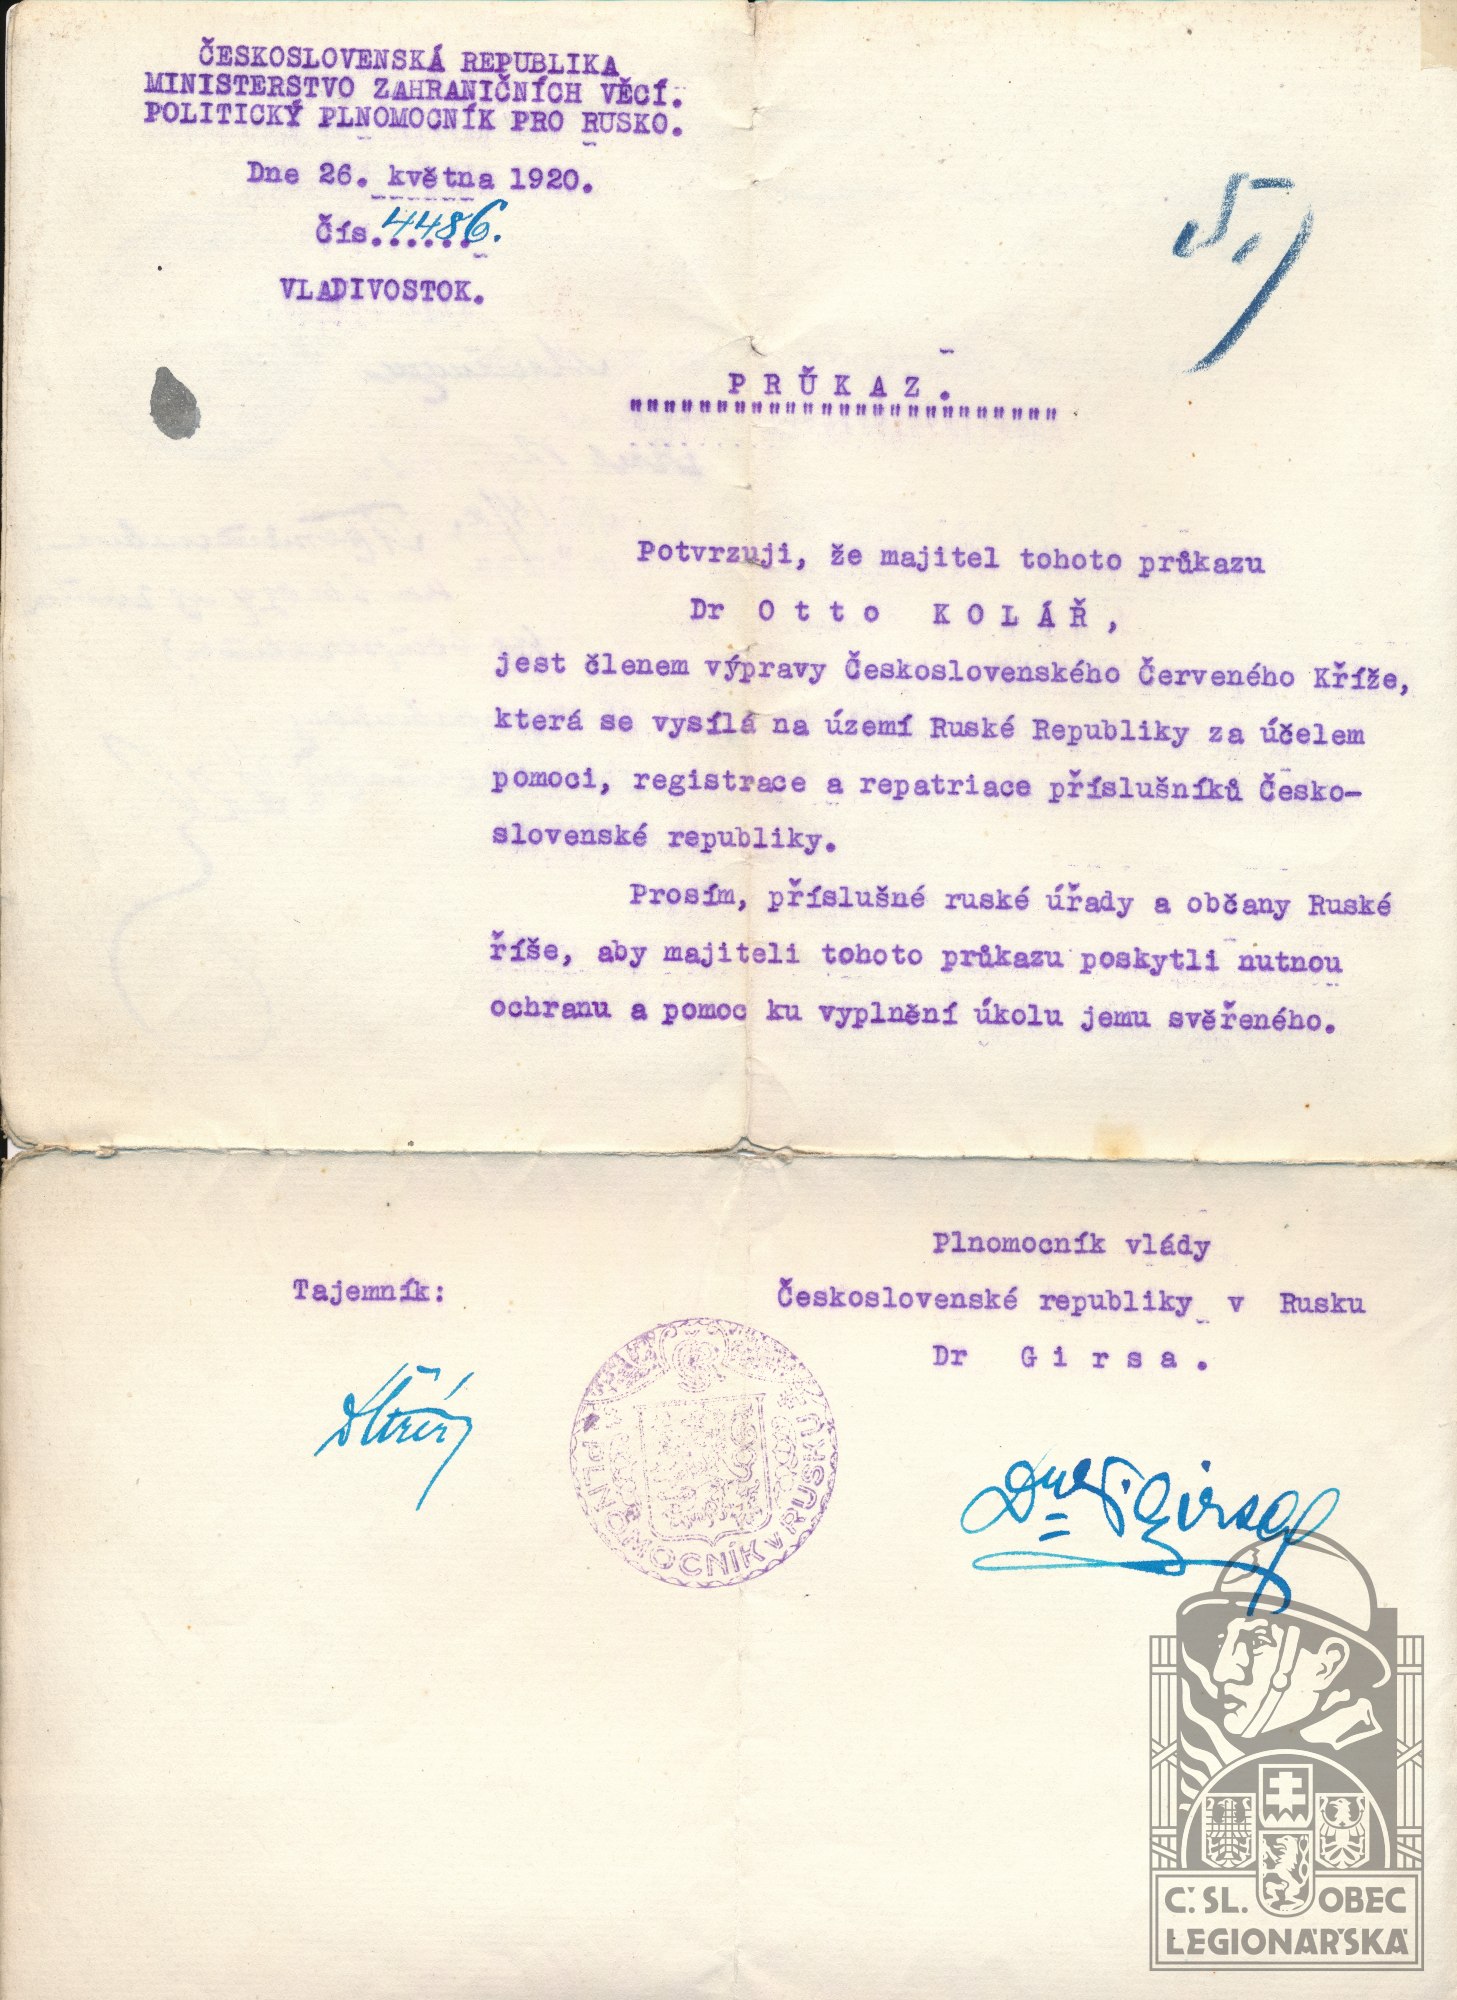 ČESKOSLOVENSKÁ REPUBLIKA
MINISTERSTVO ZAHRANIČNÍCH VĚCÍ.
POLITICKÝ PLNOMOCNÍK PRO RUSKO.
Dne 26. května 1920.
Čís. 4486.
VLADIVOSTOK.
PRŮKAZ.
Potvrzuji, že majitel tohoto průkazu
Dr Otto KOLÁŘ,
jest členem výpravy Československého Červeného Kříže,
která se vysílá na území Ruské Republiky za účelem
pomoci, registrace a repatriace příslušníků Česko-
slovenské republiky.
Prosím, příslušné ruské úřady a občany Ruské
říše, aby majiteli tohoto průkazu poskytli nutnou
ochranu a pomoc ku vyplnění úkolu jemu svěřeného.
Plnomocník vlády
Tajemník:
Československé republiky v Rusku
Dr Girsa.
PLNOMOCNÍK V RUSKU
Girsa
Č. SL. OBEC
LEGIONÁŘSKÁ